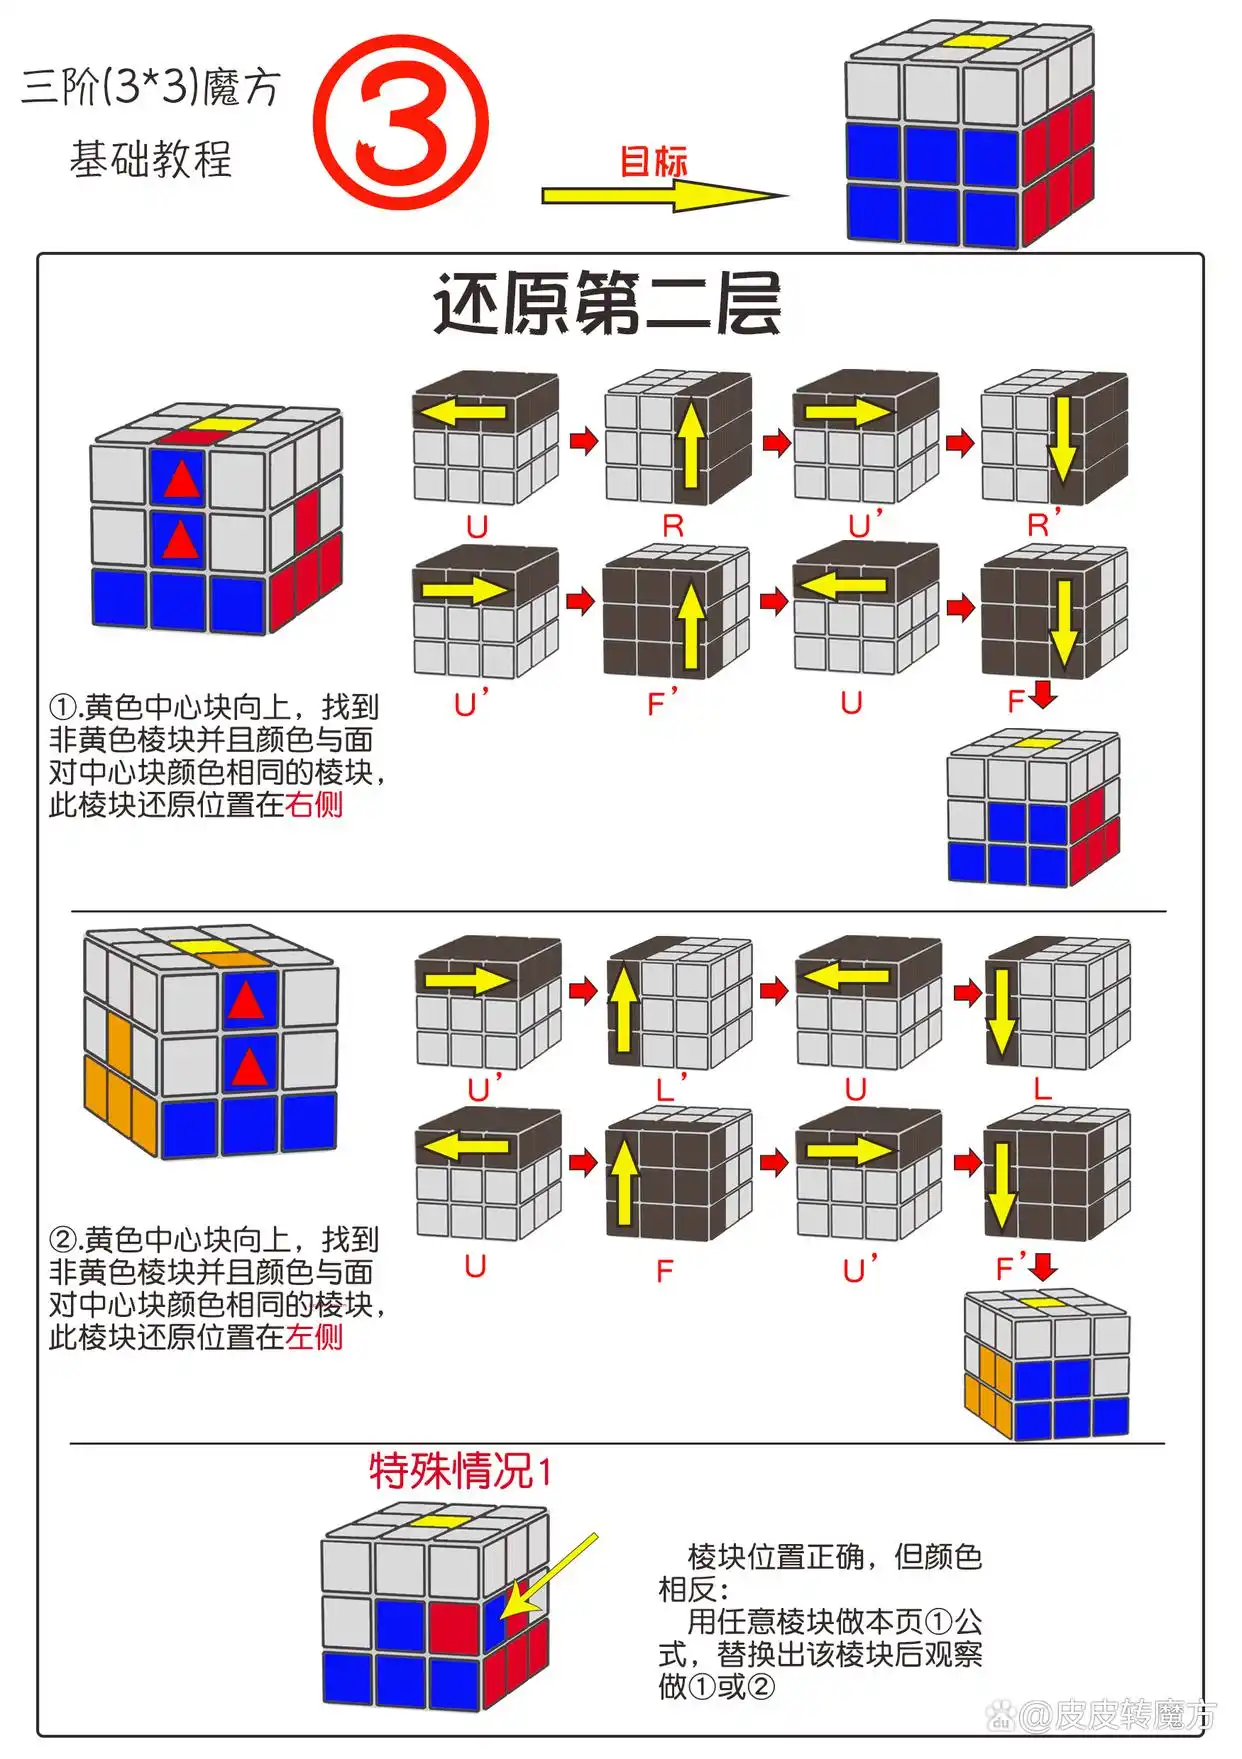 三阶(3*3)魔方
基础教程
3
目标
还原第二层
U
R
U’
R’
U’
F’
U
F
①.黄色中心块向上，找到
非黄色棱块并且颜色与面
对中心块颜色相同的棱块，
此棱块还原位置在右侧
U’
L’
U
L
U
F
U’
F’
②.黄色中心块向上，找到
非黄色棱块并且颜色与面
对中心块颜色相同的棱块，
此棱块还原位置在左侧
特殊情况1
棱块位置正确，但颜色
相反：
用任意棱块做本页①公
式，替换出该棱块后观察
做①或②
du @皮皮转魔方